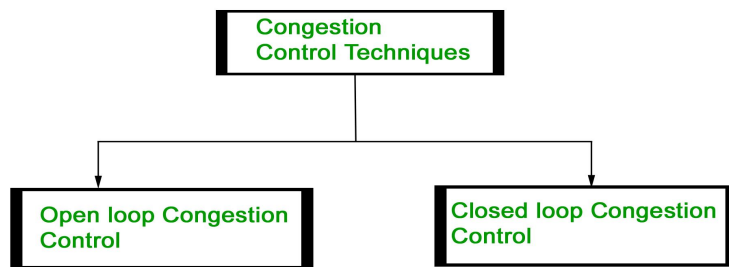 Congestion
Control Techniques
Open loop Congestion
Control
Closed loop Congestion
Control